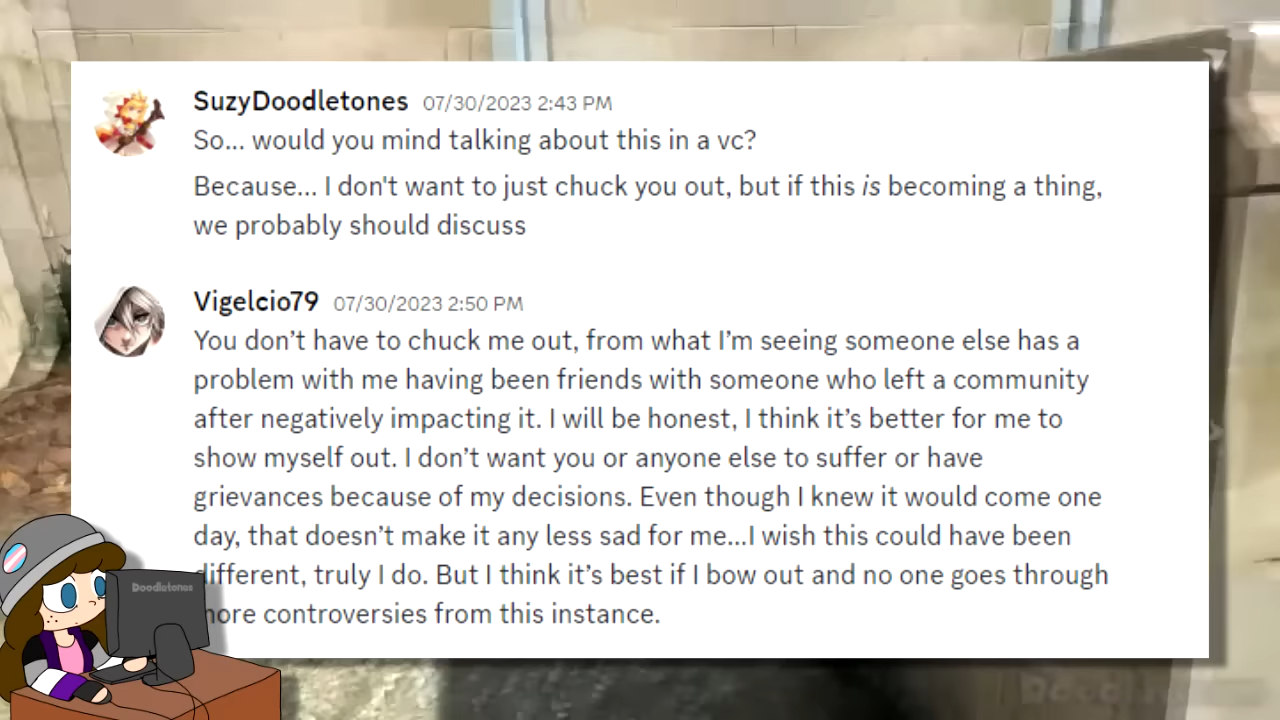 SuzyDoodletones 07/30/2023 2:43 PM
So... would you mind talking about this in a vc?
Because... I don't want to just chuck you out, but if this is becoming a thing,
we probably should discuss
Vigelcio79 07/30/2023 2:50 PM
You don’t have to chuck me out, from what I’m seeing someone else has a
problem with me having been friends with someone who left a community
after negatively impacting it. I will be honest, I think it’s better for me to
show myself out. I don’t want you or anyone else to suffer or have
grievances because of my decisions. Even though I knew it would come one
day, that doesn’t make it any less sad for me...I wish this could have been
different, truly I do. But I think it’s best if I bow out and no one goes through
more controversies from this instance.
Doodletones